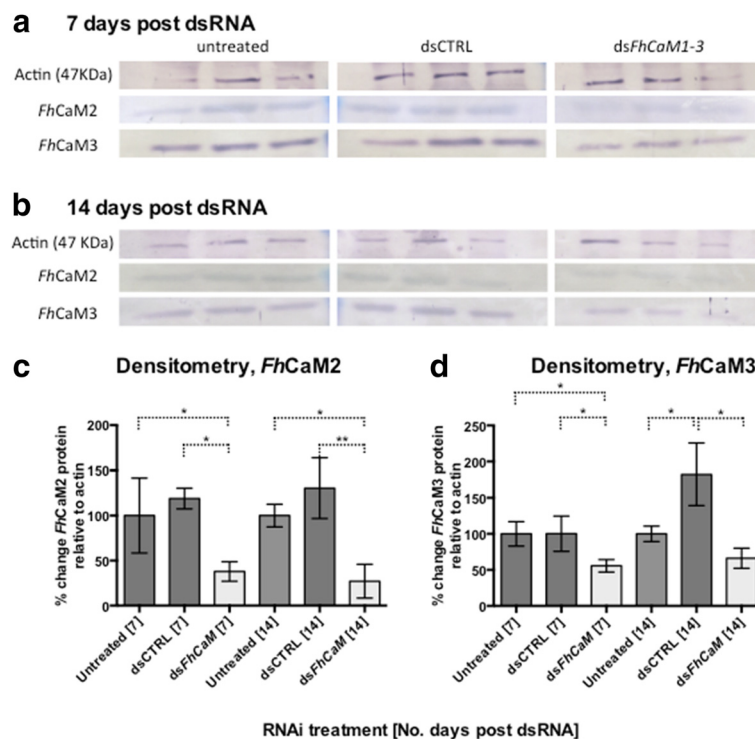 a 7 days post dsRNA
untreated dsCTRL dsFhCaM1-3
Actin (47KDa)
FhCaM2
FhCaM3
b 14 days post dsRNA
Actin (47 KDa)
FhCaM2
FhCaM3
c Densitometry, FhCaM2
% change FhCaM2 protein
relative to actin
200
150
100
50
0
* * * **
Untreated [7]
dsCTRL [7]
dsFhCaM [7]
Untreated [14]
dsCTRL [14]
dsFhCaM [14]
d Densitometry, FhCaM3
% change FhCaM3 protein
relative to actin
250
200
150
100
50
0
* * * *
Untreated [7]
dsCTRL [7]
dsFhCaM [7]
Untreated [14]
dsCTRL [14]
dsFhCaM [14]
RNAi treatment [No. days post dsRNA]